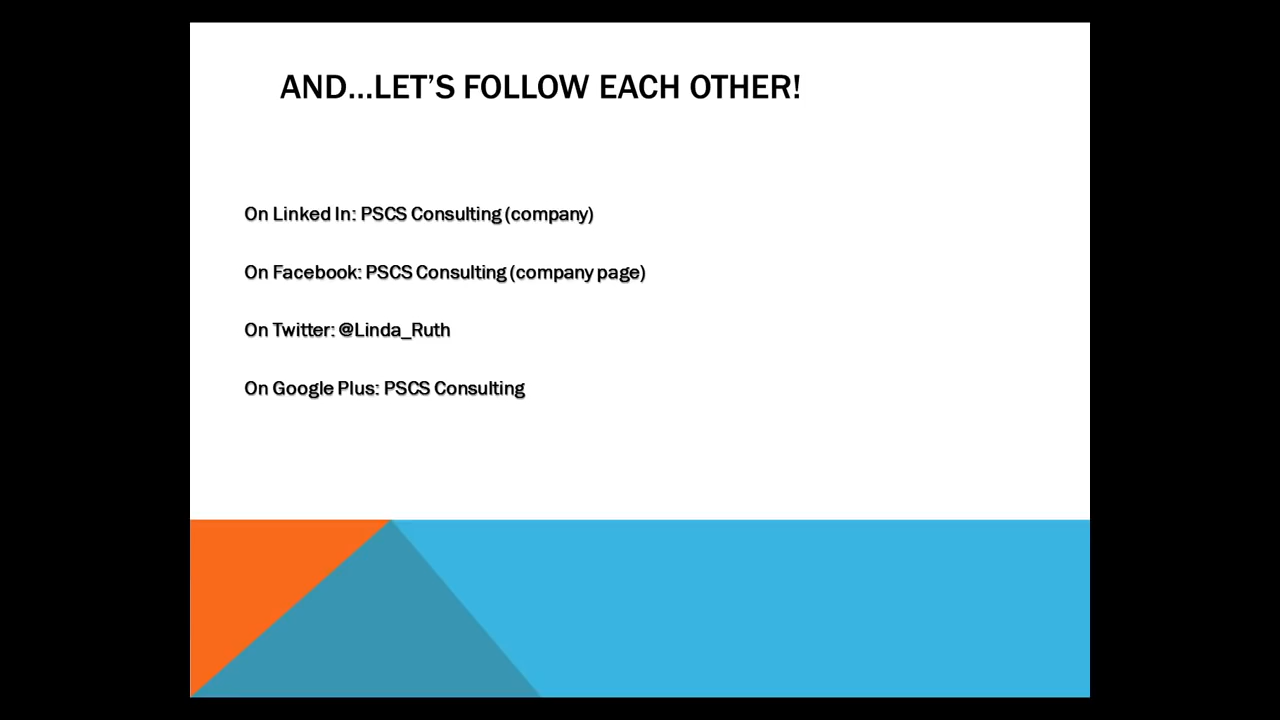 AND…LET’S FOLLOW EACH OTHER!
On Linked In: PSCS Consulting (company)
On Facebook: PSCS Consulting (company page)
On Twitter: @Linda_Ruth
On Google Plus: PSCS Consulting